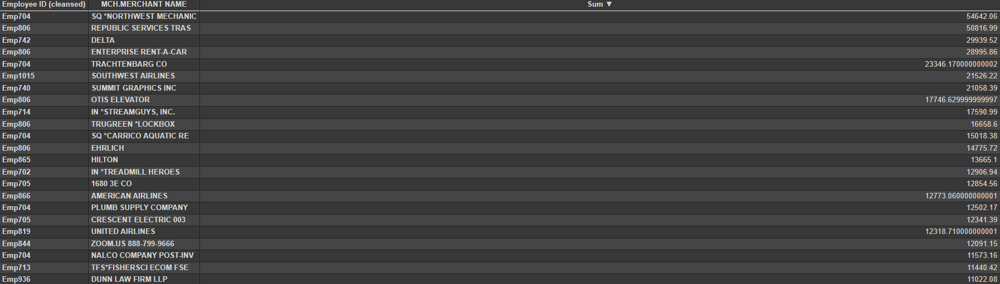 Employee ID (cleansed) MCH.MERCHANT NAME Sum ▼
Emp704 SQ *NORTHWEST MECHANIC 54642.06
Emp806 REPUBLIC SERVICES TRAS 50816.99
Emp742 DELTA 29939.52
Emp806 ENTERPRISE RENT-A-CAR 28995.86
Emp704 TRACHTENBARG CO 23346.170000000002
Emp1015 SOUTHWEST AIRLINES 21526.22
Emp740 SUMMIT GRAPHICS INC 21058.39
Emp806 OTIS ELEVATOR 17746.629999999997
Emp714 IN *STREAMGUYS, INC. 17590.99
Emp806 TRUGREEN *LOCKBOX 16658.6
Emp704 SQ *CARRICO AQUATIC RE 15018.38
Emp806 EHRLICH 14775.72
Emp865 HILTON 13665.1
Emp702 IN *TREADMILL HEROES 12906.94
Emp705 1680 3E CO 12854.56
Emp866 AMERICAN AIRLINES 12773.060000000001
Emp704 PLUMB SUPPLY COMPANY 12502.17
Emp705 CRESCENT ELECTRIC 003 12341.39
Emp819 UNITED AIRLINES 12318.710000000001
Emp844 ZOOM.US 888-799-9666 12091.15
Emp704 NALCO COMPANY POST-INV 11573.16
Emp713 TFS*FISHERSCI ECOM FSE 11440.42
Emp936 DUNN LAW FIRM LLP 11022.08